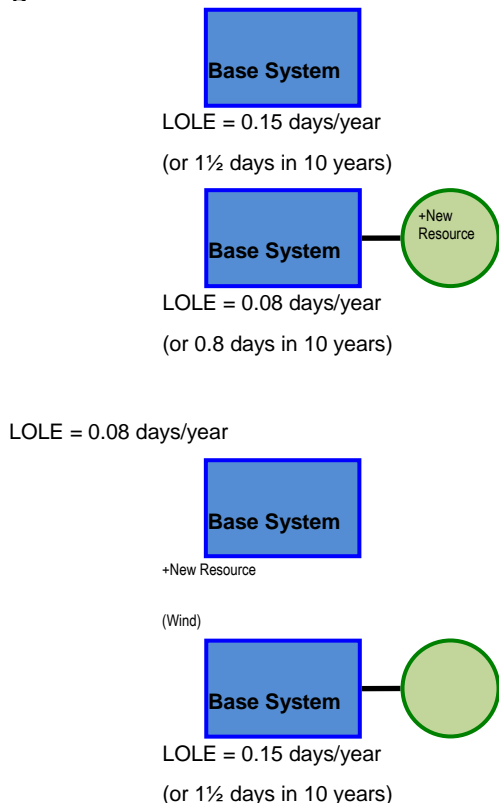 Base System
LOLE = 0.15 days/year
(or 1½ days in 10 years)
+New
Resource
Base System
LOLE = 0.08 days/year
(or 0.8 days in 10 years)
LOLE = 0.08 days/year
Base System
+New Resource
(Wind)
Base System
LOLE = 0.15 days/year
(or 1½ days in 10 years)